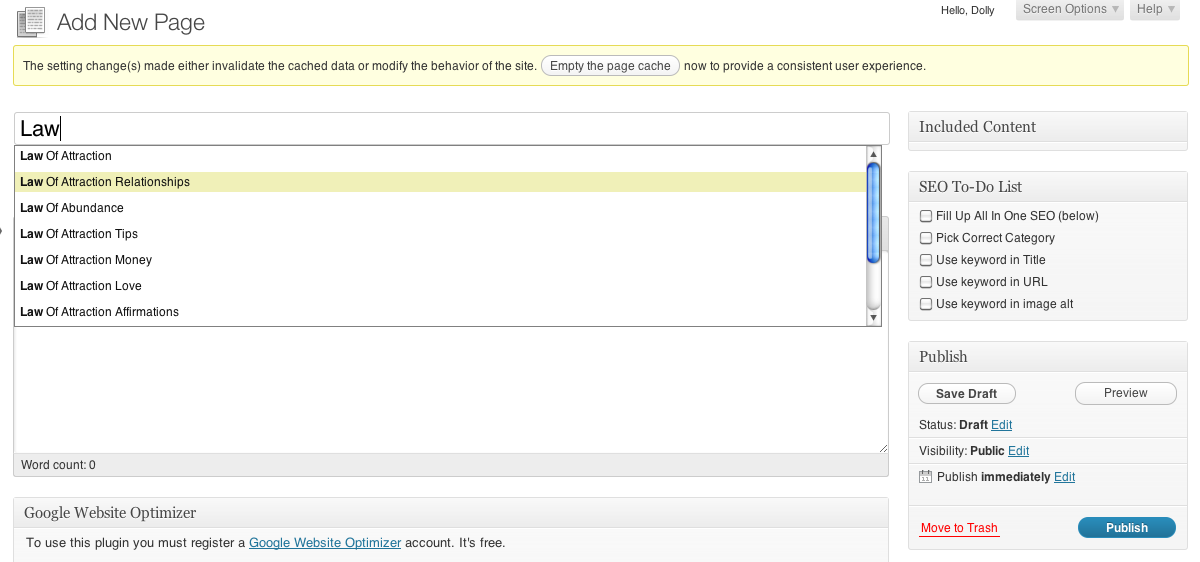 Add New Page
Hello, Dolly
Screen Options
Help
The setting change(s) made either invalidate the cached data or modify the behavior of the site. Empty the page cache now to provide a consistent user experience.
Law
Law Of Attraction
Law Of Attraction Relationships
Law Of Abundance
Law Of Attraction Tips
Law Of Attraction Money
Law Of Attraction Love
Law Of Attraction Affirmations
Word count: 0
Google Website Optimizer
To use this plugin you must register a Google Website Optimizer account. It's free.
Included Content
SEO To-Do List
Fill Up All In One SEO (below)
Pick Correct Category
Use keyword in Title
Use keyword in URL
Use keyword in image alt
Publish
Save Draft
Preview
Status: Draft Edit
Visibility: Public Edit
Publish immediately Edit
Move to Trash
Publish